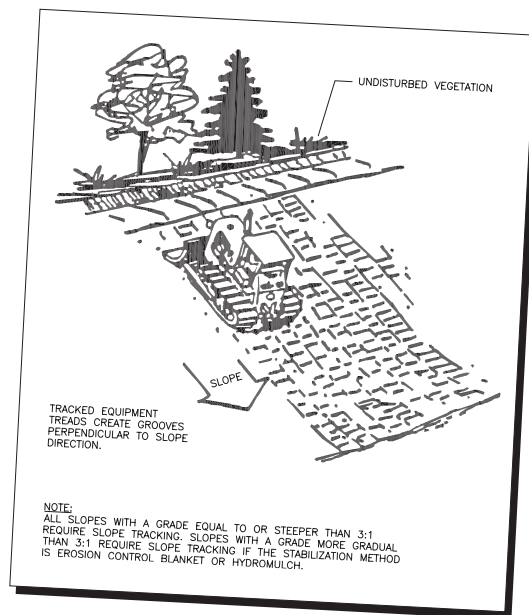 UNDISTURBED VEGETATION
SLOPE
TRACKED EQUIPMENT
TREADS CREATE GROOVES
PERPENDICULAR TO SLOPE
DIRECTION.
NOTE:
ALL SLOPES WITH A GRADE EQUAL TO OR STEEPER THAN 3:1
REQUIRE SLOPE TRACKING. SLOPES WITH A GRADE MORE GRADUAL
THAN 3:1 REQUIRE SLOPE TRACKING IF THE STABILIZATION METHOD
IS EROSION CONTROL BLANKET OR HYDROMULCH.